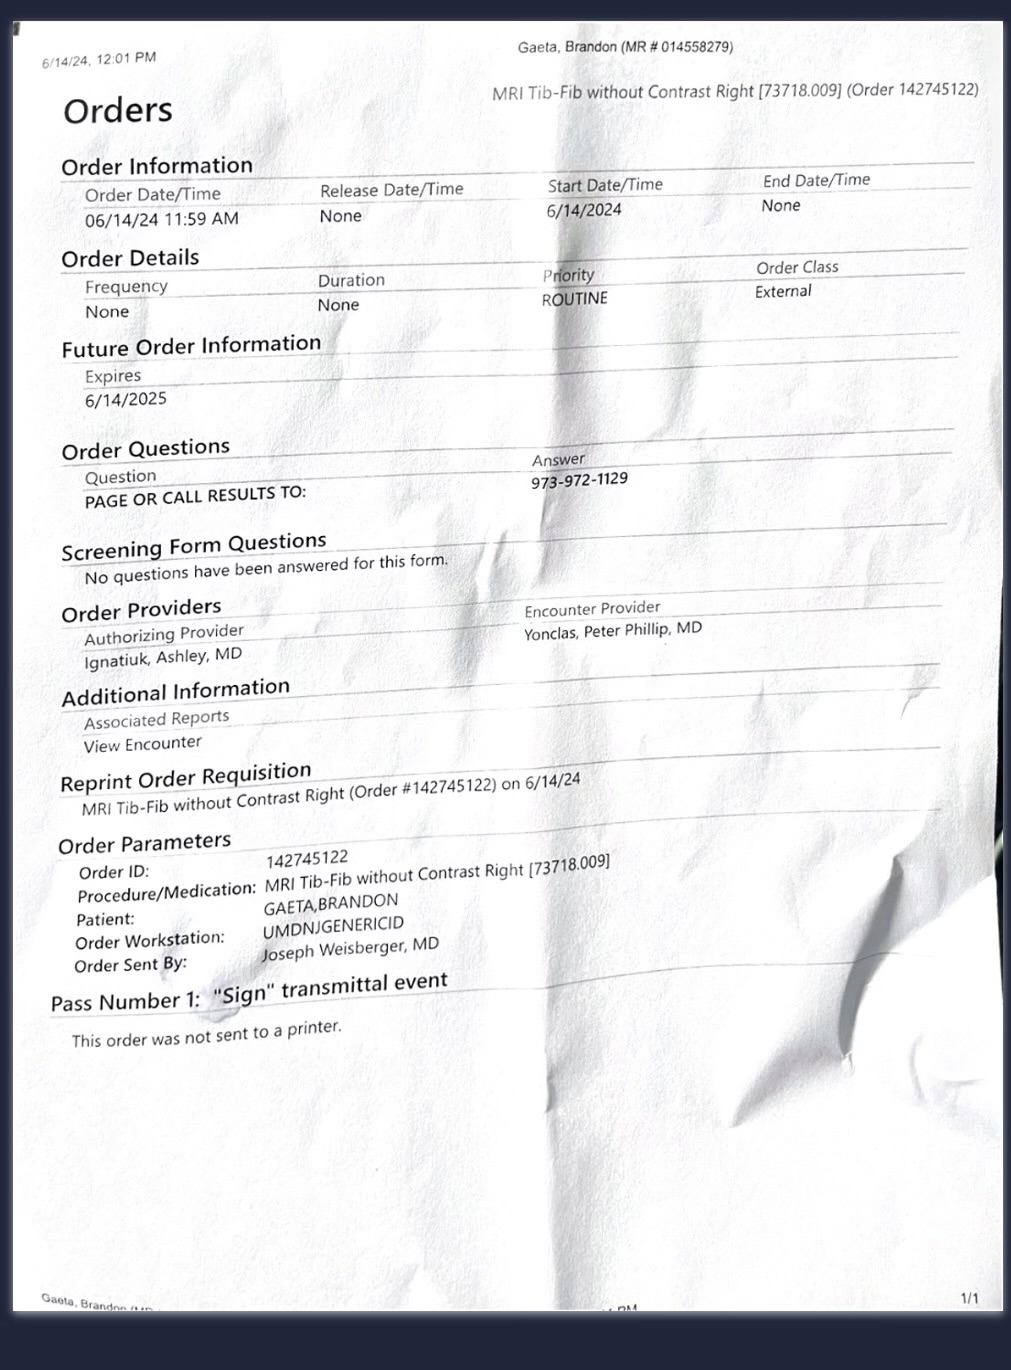 6/14/24, 12:01 PM
Gaeta, Brandon (MR # 014558279)
MRI Tib-Fib without Contrast Right [73718.009] (Order 142745122)
Orders
Order Information
Order Date/Time Release Date/Time Start Date/Time End Date/Time
06/14/24 11:59 AM None 6/14/2024 None
Order Details
Frequency Duration Priority Order Class
None None ROUTINE External
Future Order Information
Expires
6/14/2025
Order Questions
Question Answer
PAGE OR CALL RESULTS TO: 973-972-1129
Screening Form Questions
No questions have been answered for this form.
Order Providers
Authorizing Provider Encounter Provider
Ignatiuk, Ashley, MD Yonclas, Peter Phillip, MD
Additional Information
Associated Reports
View Encounter
Reprint Order Requisition
MRI Tib-Fib without Contrast Right (Order #142745122) on 6/14/24
Order Parameters
Order ID: 142745122
Procedure/Medication: MRI Tib-Fib without Contrast Right [73718.009]
Patient: GAETA,BRANDON
Order Workstation: UMDNJGENERICID
Order Sent By: Joseph Weisberger, MD
Pass Number 1: "Sign" transmittal event
This order was not sent to a printer.
Gaeta, Brandon PM 1/1